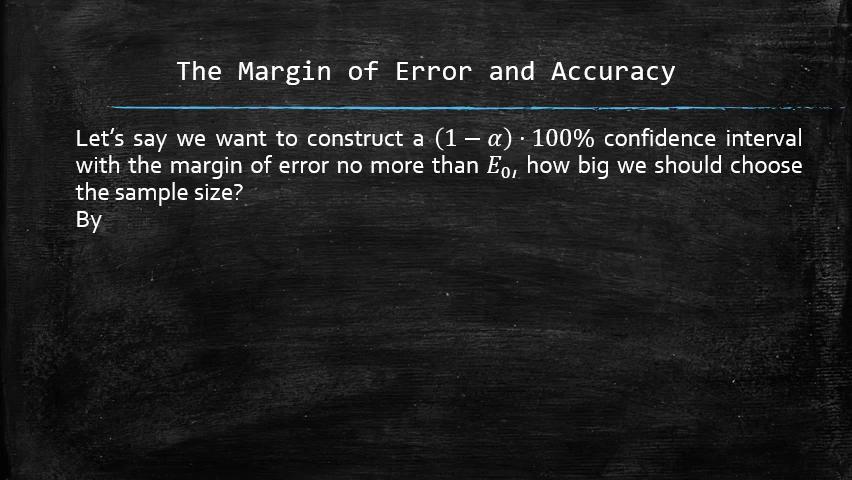 The Margin of Error and Accuracy
Let’s say we want to construct a (1 − α) · 100% confidence interval
with the margin of error no more than E₀, how big we should choose
the sample size?
By